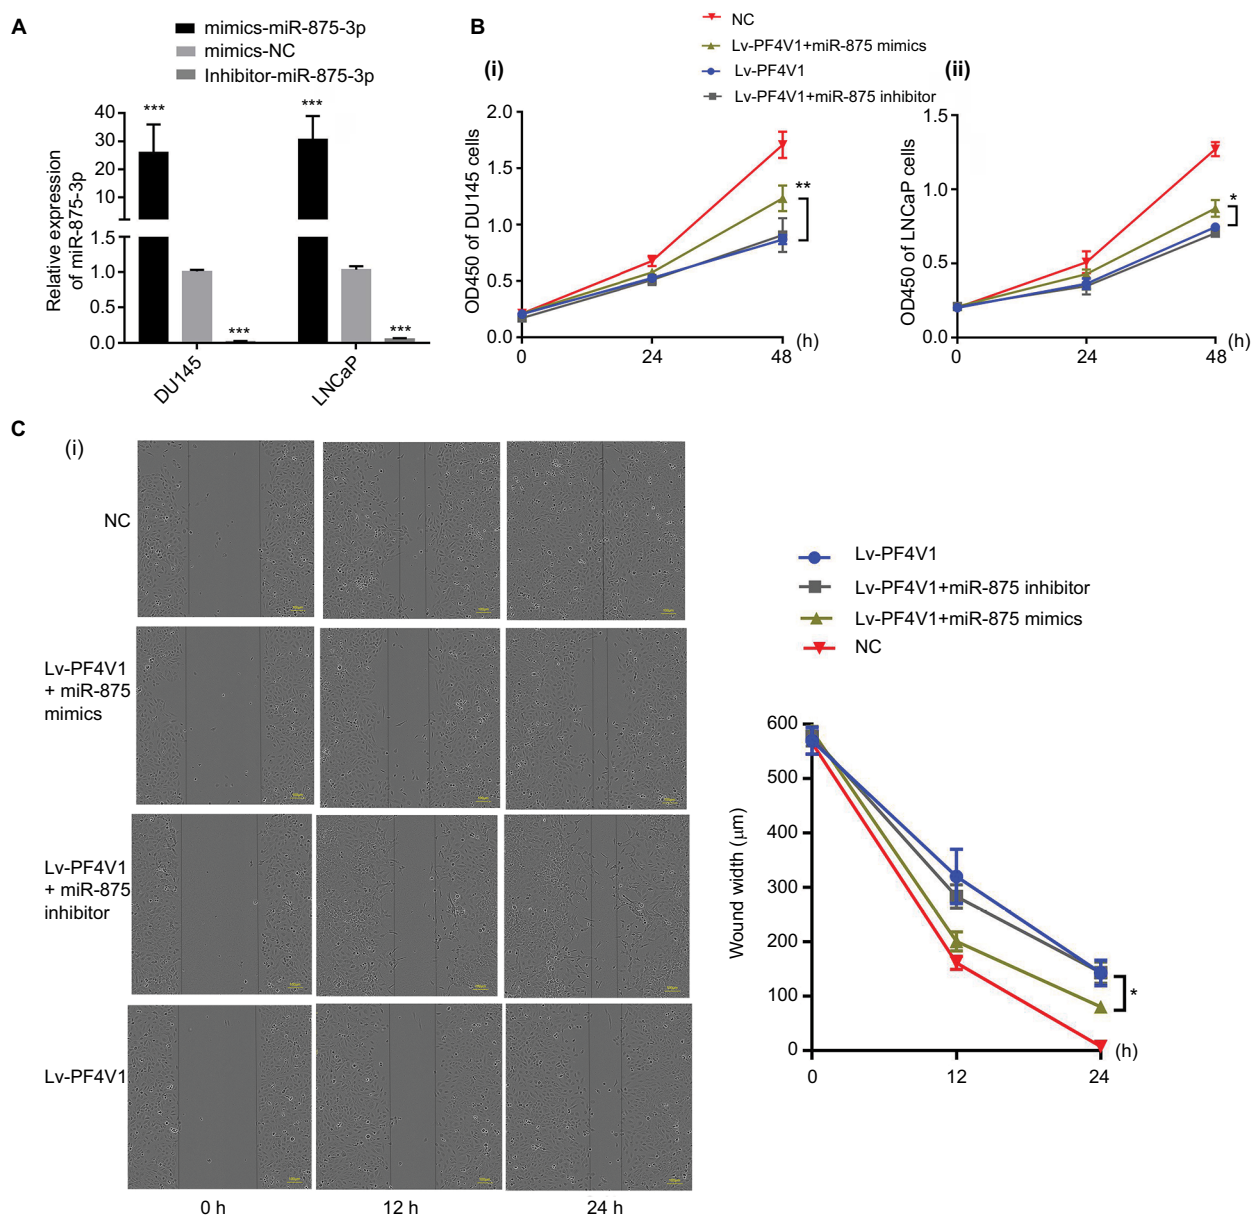 A
mimics-miR-875-3p
mimics-NC
Inhibitor-miR-875-3p
Relative expression
of miR-875-3p
40
30
20
10
1.5
1.0
0.5
0.0
***
***
***
***
DU145
LNCaP
B
NC
Lv-PF4V1+miR-875 mimics
Lv-PF4V1
Lv-PF4V1+miR-875 inhibitor
(i)
OD450 of DU145 cells
2.0
1.5
1.0
0.5
0.0
**
0
24
48
(h)
(ii)
OD450 of LNCaP cells
1.5
1.0
0.5
0.0
*
0
24
48
(h)
C
(i)
NC
Lv-PF4V1
+ miR-875
mimics
Lv-PF4V1
+ miR-875
inhibitor
Lv-PF4V1
0 h
12 h
24 h
Lv-PF4V1
Lv-PF4V1+miR-875 inhibitor
Lv-PF4V1+miR-875 mimics
NC
Wound width (μm)
600
500
400
300
200
100
0
*
0
12
24
(h)